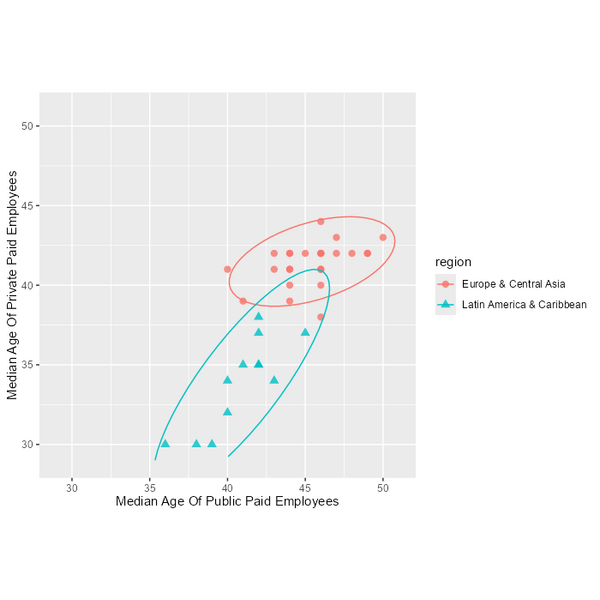 50
45
40
35
30
Median Age Of Private Paid Employees
30 35 40 45 50
Median Age Of Public Paid Employees
region
Europe & Central Asia
Latin America & Caribbean